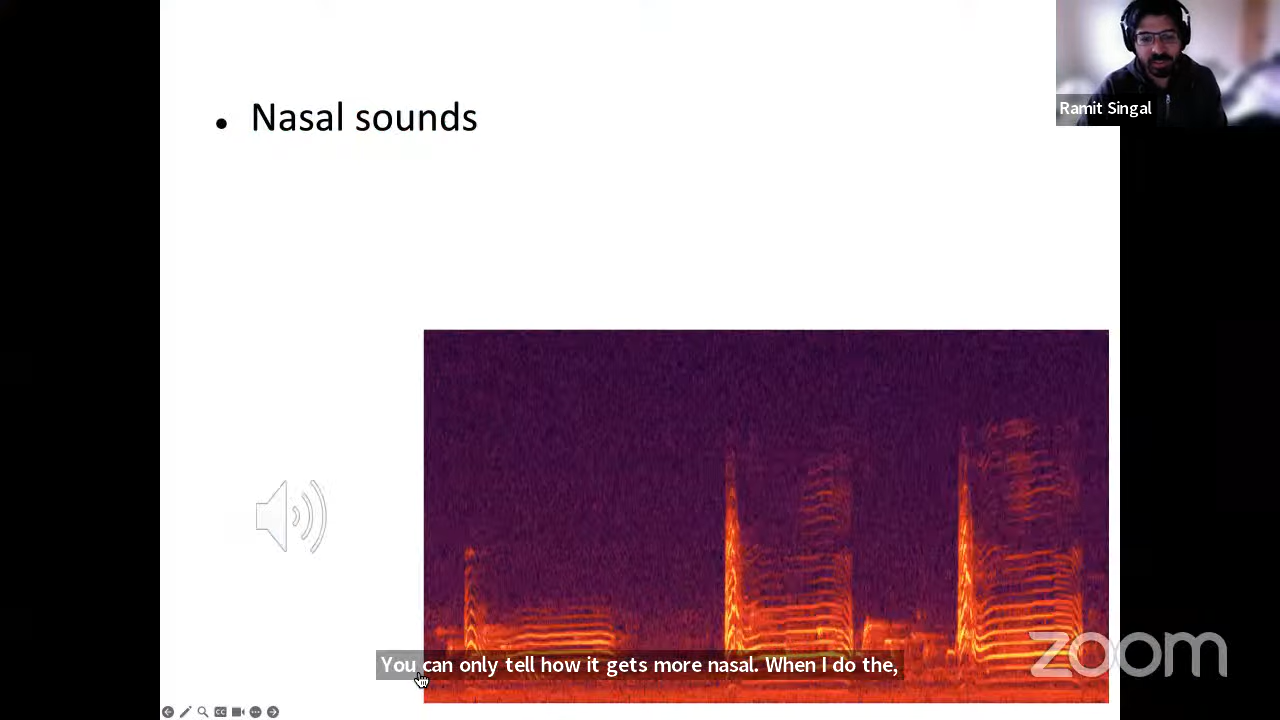 • Nasal sounds
Ramit Singal
You can only tell how it gets more nasal. When I do the,
zoom